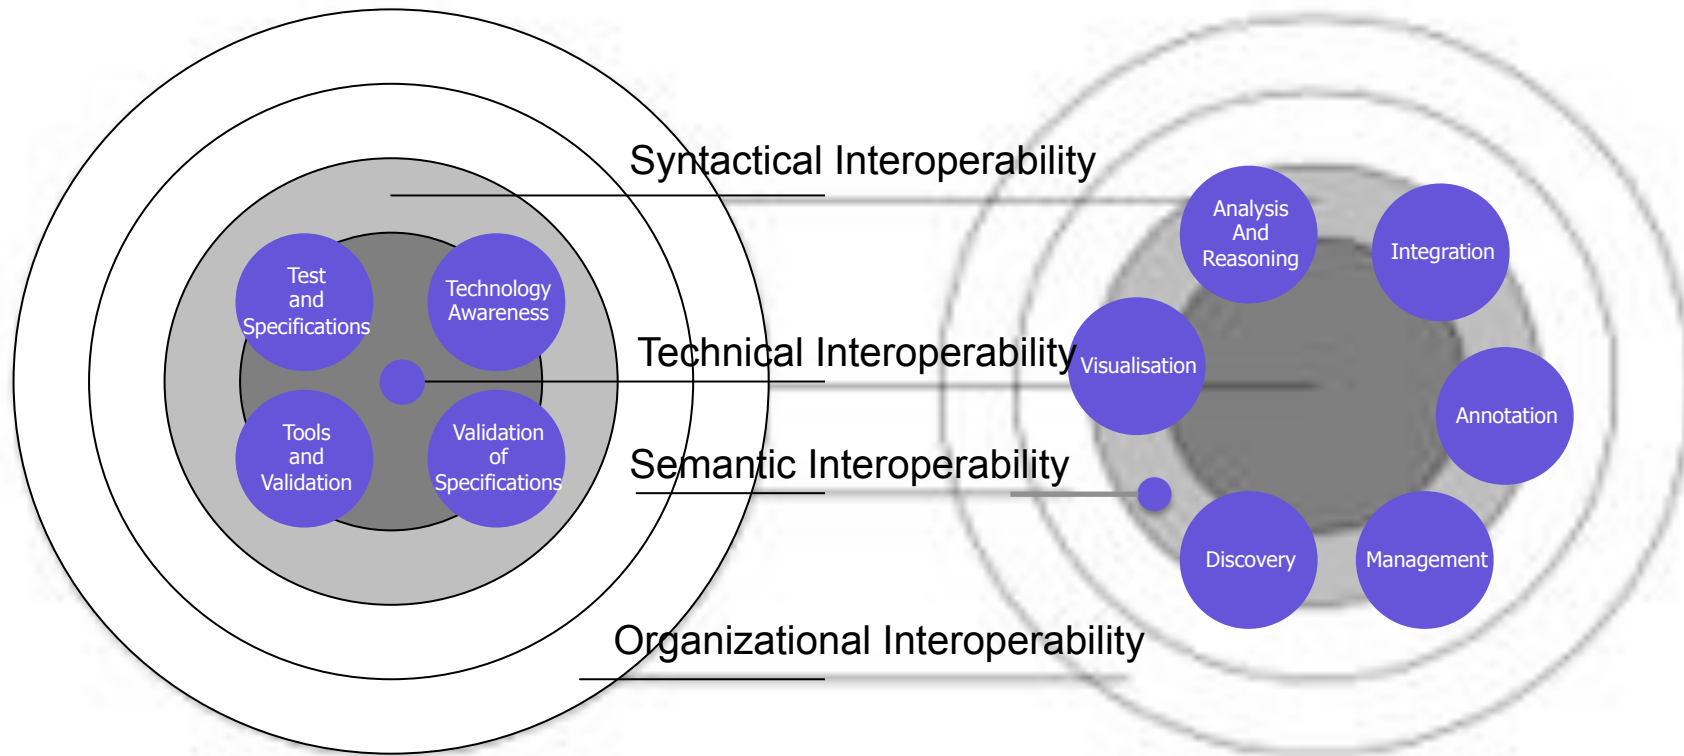 Syntactical Interoperability
Technical Interoperability
Semantic Interoperability
Organizational Interoperability
Test
and
Specifications
Technology
Awareness
Tools
and
Validation
Validation
of
Specifications
Analysis
And
Reasoning
Integration
Visualisation
Annotation
Discovery
Management